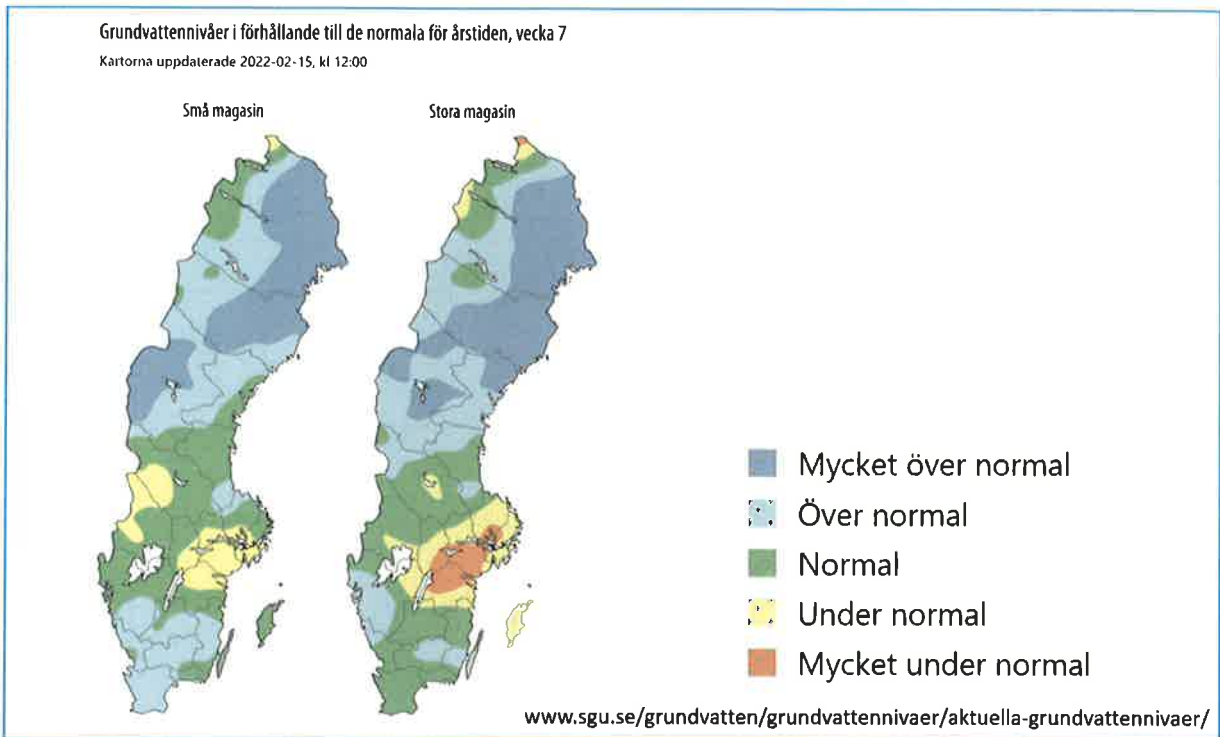 Grundvattennivåer i förhållande till de normala för årstiden, vecka 7
Kartorna uppdaterade 2022-02-15, kl 12:00
Små magasin
Stora magasin
Mycket över normal
Över normal
Normal
Under normal
Mycket under normal
www.sgu.se/grundvatten/grundvattennivaer/aktuella-grundvattennivaer/